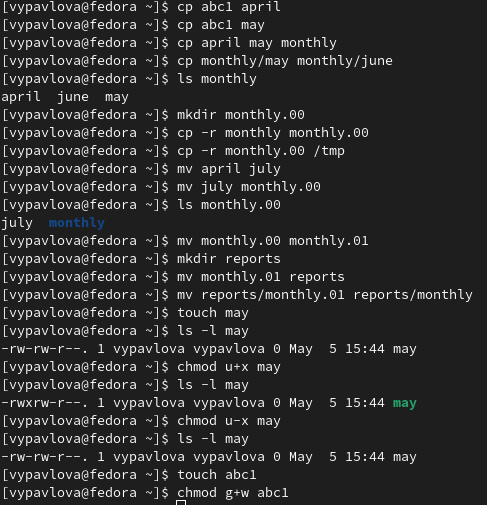 [vypavlova@fedora ~]$ cp abc1 april
[vypavlova@fedora ~]$ cp abc1 may
[vypavlova@fedora ~]$ cp april may monthly
[vypavlova@fedora ~]$ cp monthly/may monthly/june
[vypavlova@fedora ~]$ ls monthly
april  june  may
[vypavlova@fedora ~]$ mkdir monthly.00
[vypavlova@fedora ~]$ cp -r monthly monthly.00
[vypavlova@fedora ~]$ cp -r monthly.00 /tmp
[vypavlova@fedora ~]$ mv april july
[vypavlova@fedora ~]$ mv july monthly.00
[vypavlova@fedora ~]$ ls monthly.00
july  monthly
[vypavlova@fedora ~]$ mv monthly.00 monthly.01
[vypavlova@fedora ~]$ mkdir reports
[vypavlova@fedora ~]$ mv monthly.01 reports
[vypavlova@fedora ~]$ mv reports/monthly.01 reports/monthly
[vypavlova@fedora ~]$ touch may
[vypavlova@fedora ~]$ ls -l may
-rw-rw-r--. 1 vypavlova vypavlova 0 May  5 15:44 may
[vypavlova@fedora ~]$ chmod u+x may
[vypavlova@fedora ~]$ ls -l may
-rwxrw-r--. 1 vypavlova vypavlova 0 May  5 15:44 may
[vypavlova@fedora ~]$ chmod u-x may
[vypavlova@fedora ~]$ ls -l may
-rw-rw-r--. 1 vypavlova vypavlova 0 May  5 15:44 may
[vypavlova@fedora ~]$ touch abc1
[vypavlova@fedora ~]$ chmod g+w abc1